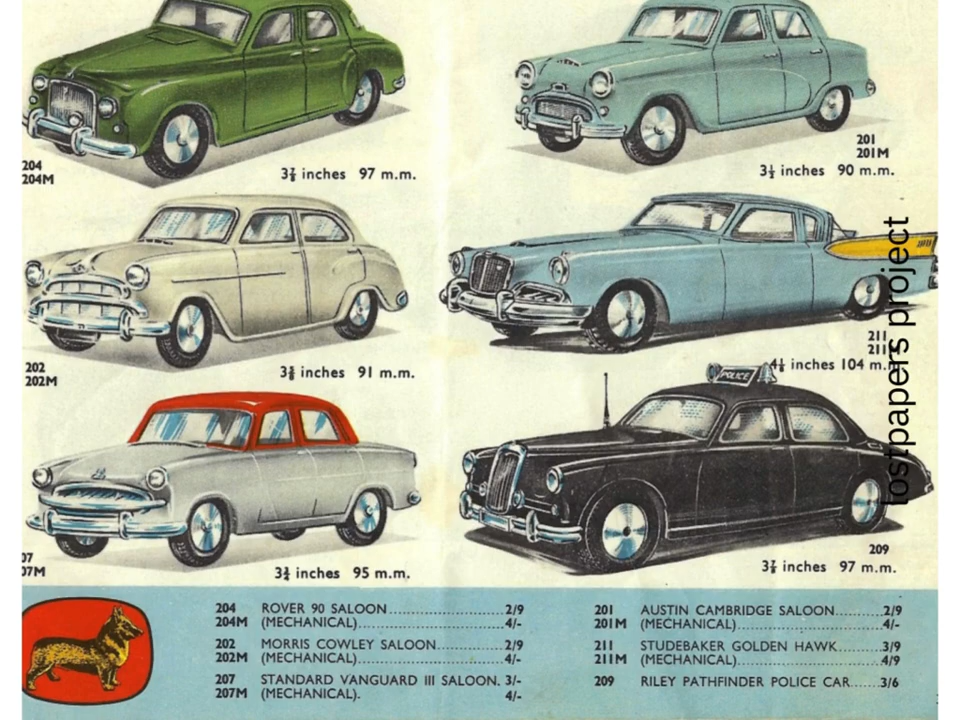 204
204M
3⅞ inches 97 m.m.
201
201M
3½ inches 90 m.m.
202
202M
3⅝ inches 91 m.m.
211
211
4⅛ inches 104 m.m.
07
07M
3¾ inches 95 m.m.
POLICE
209
3⅞ inches 97 m.m.
lostpapers project
204 ROVER 90 SALOON 2/9
204M (MECHANICAL) 4/-
202 MORRIS COWLEY SALOON 2/9
202M (MECHANICAL) 4/-
207 STANDARD VANGUARD III SALOON. 3/-
207M (MECHANICAL). 4/-
201 AUSTIN CAMBRIDGE SALOON 2/9
201M (MECHANICAL) 4/-
211 STUDEBAKER GOLDEN HAWK 3/9
211M (MECHANICAL) 4/9
209 RILEY PATHFINDER POLICE CAR 3/6